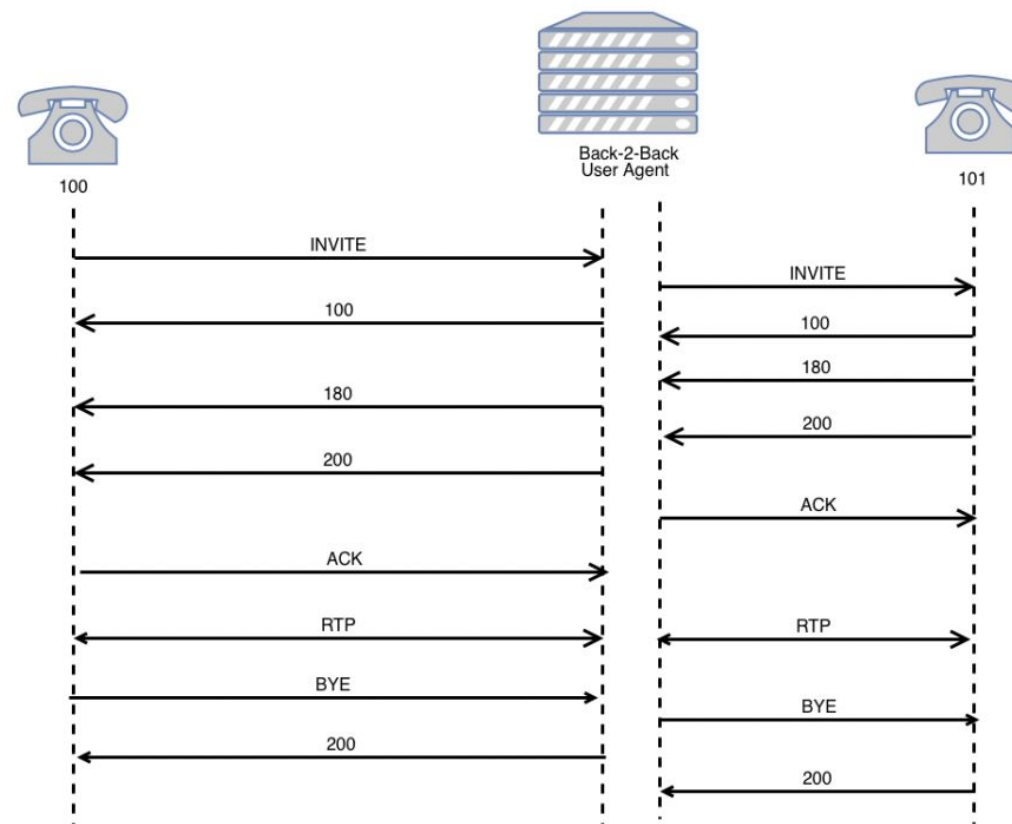 Back-2-Back
User Agent
100
101
INVITE
INVITE
100
100
180
180
200
200
ACK
ACK
RTP
RTP
BYE
BYE
200
200